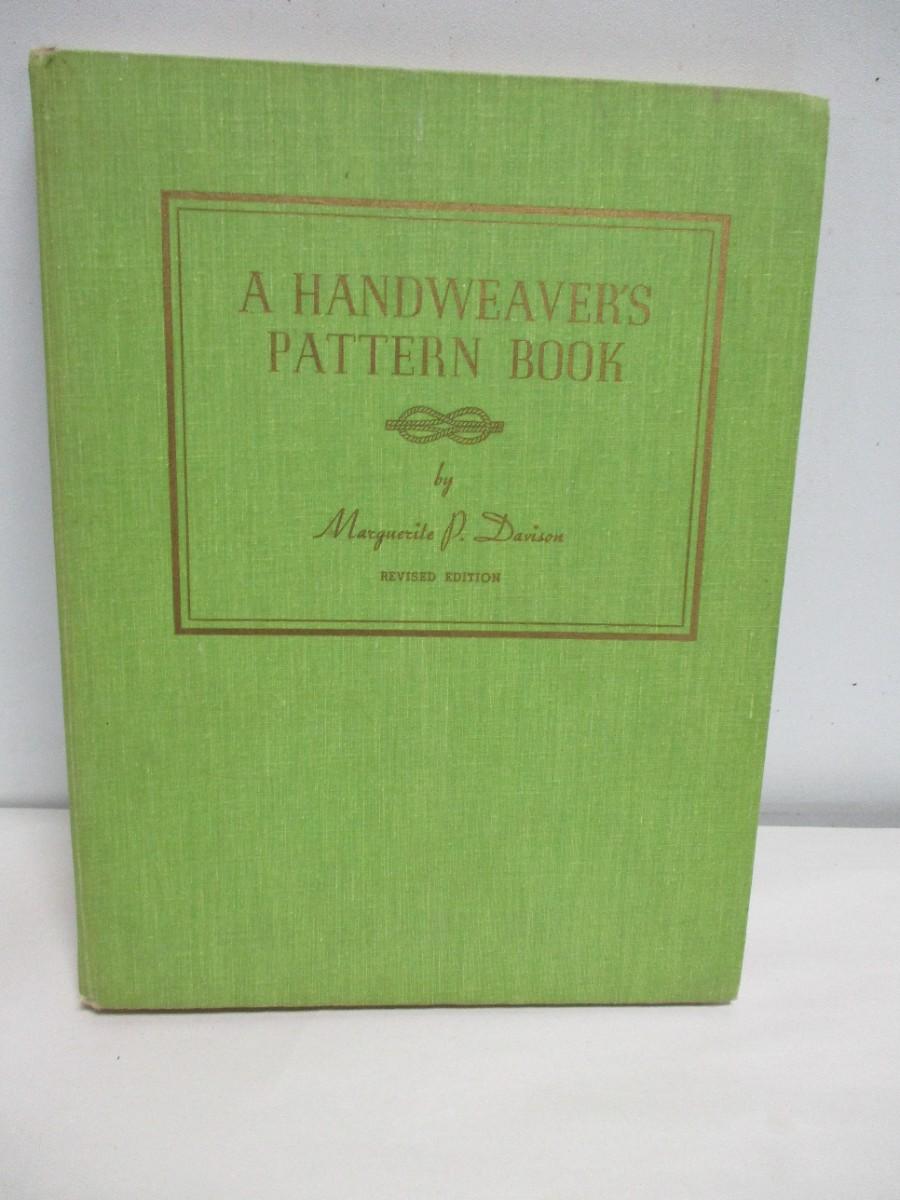 A HANDWEAVER'S
PATTERN BOOK
by
Marguerite P. Davison
REVISED EDITION